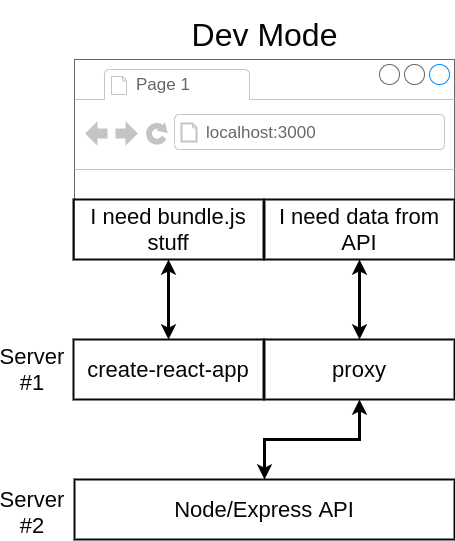 Dev Mode
Page 1
localhost:3000
I need bundle.js
stuff
I need data from
API
Server
#1
create-react-app
proxy
Server
#2
Node/Express API